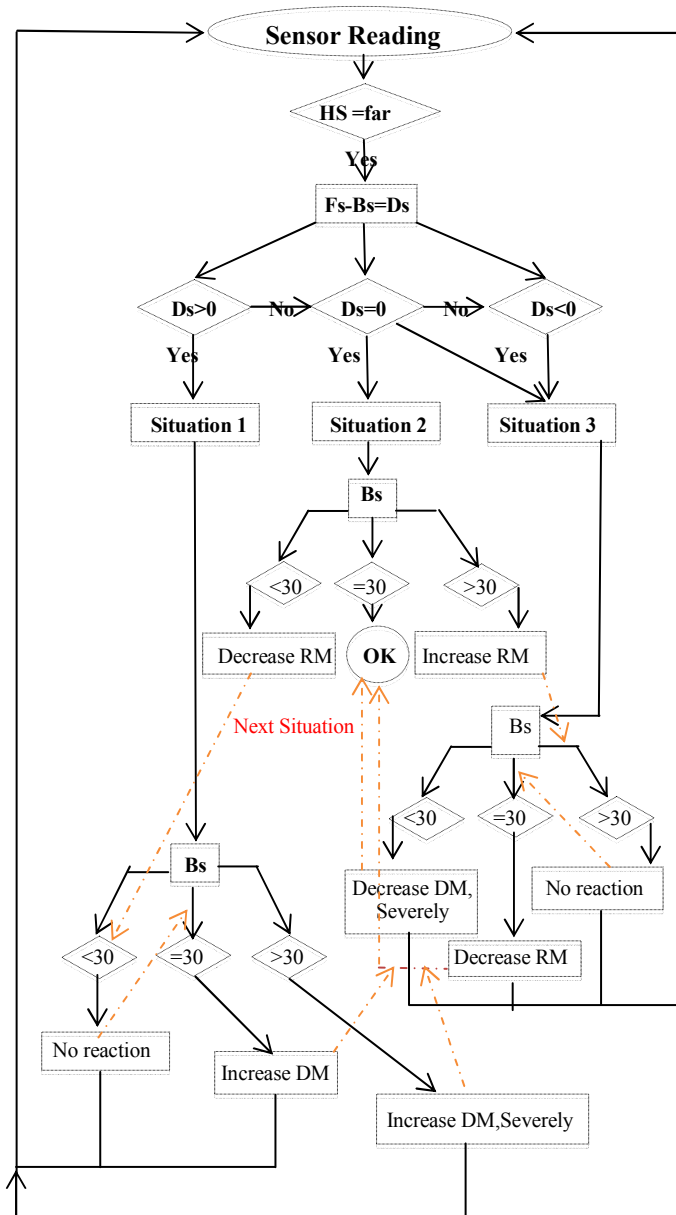 Sensor Reading
HS =far
Yes
Fs-Bs=Ds
Ds>0
No
Ds=0
No
Ds<0
Yes
Yes
Yes
Situation 1
Situation 2
Situation 3
Bs
<30
=30
>30
Decrease RM
OK
Increase RM
Next Situation
Bs
<30
=30
>30
Bs
Decrease DM,
Severely
No reaction
<30
=30
>30
Decrease RM
No reaction
Increase DM
Increase DM,Severely